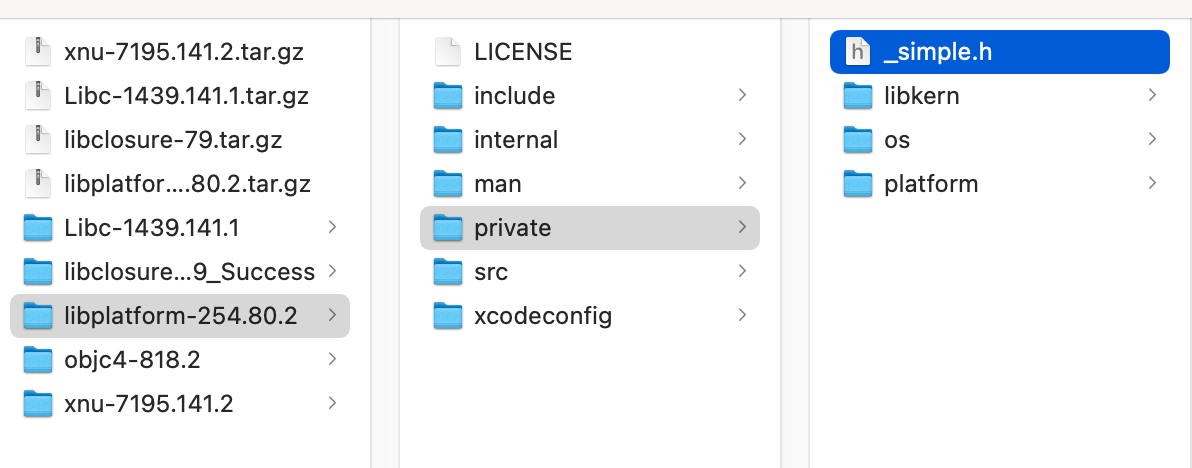 xnu-7195.141.2.tar.gz
Libc-1439.141.1.tar.gz
libclosure-79.tar.gz
libplatfor....80.2.tar.gz
Libc-1439.141.1
libclosure...9_Success
libplatform-254.80.2
objc4-818.2
xnu-7195.141.2
LICENSE
include
internal
man
private
src
xcodeconfig
h _simple.h
libkern
os
platform